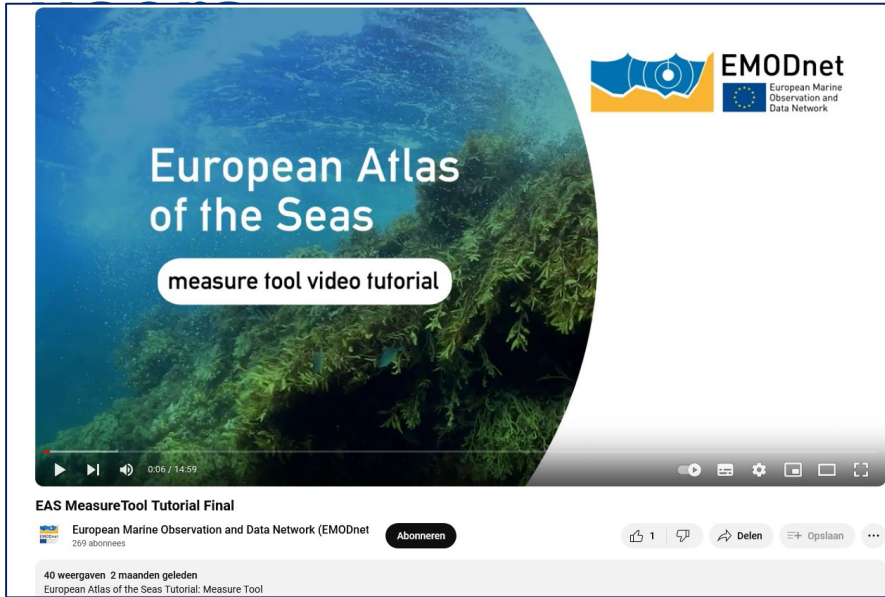 EMODnet
European Marine
Observation and
Data Network
European Atlas
of the Seas
measure tool video tutorial
0:06 / 14:59
EAS MeasureTool Tutorial Final
European Marine Observation and Data Network (EMODnet
269 abonnees
Abonneren
1
Delen
Opslaan
40 weergaven 2 maanden geleden
European Atlas of the Seas Tutorial: Measure Tool